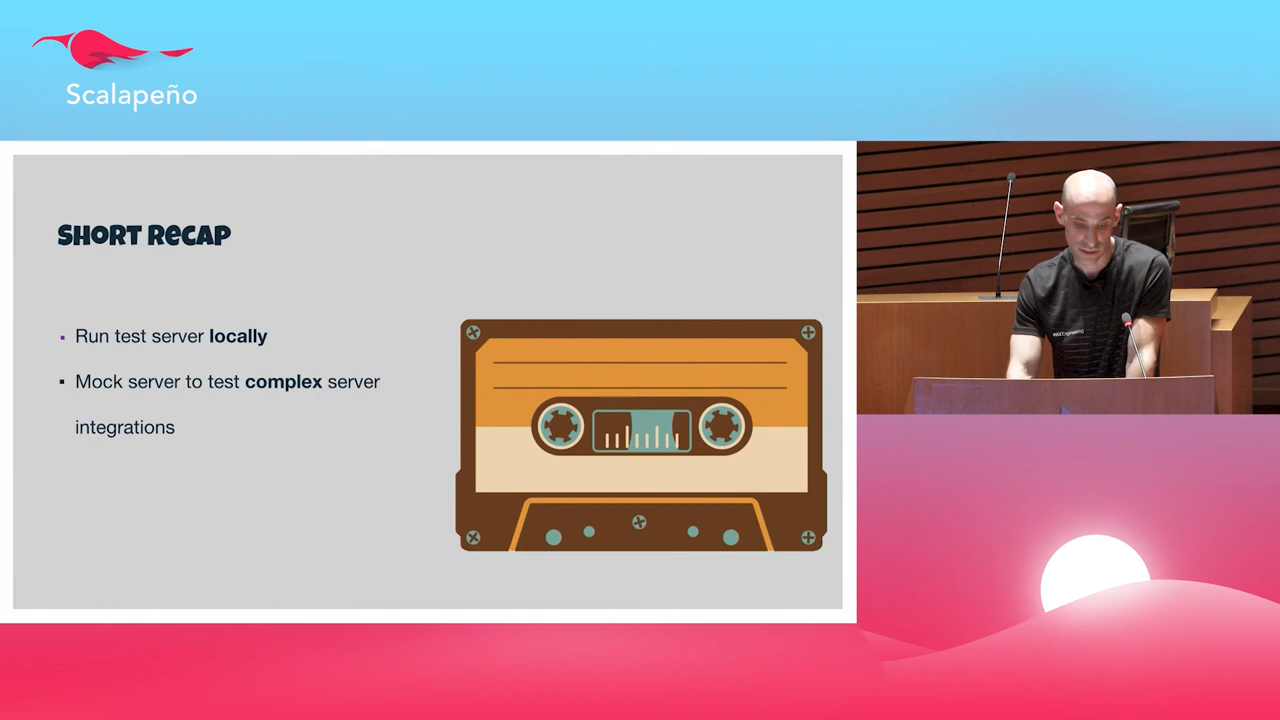 Scalapeño
Short Recap
▪ Run test server locally
▪ Mock server to test complex server
integrations